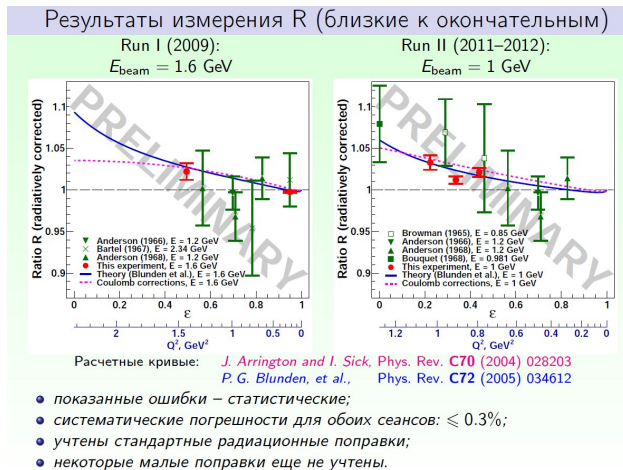 Результаты измерения R (близкие к окончательным)
Run I (2009):
E_beam = 1.6 GeV
Run II (2011–2012):
E_beam = 1 GeV
PRELIMINARY
Ratio R (radiatively corrected)
1.1
1.05
1
0.95
0.9
Anderson (1966), E = 1.2 GeV
Bartel (1967), E = 2.34 GeV
Anderson (1968), E = 1.2 GeV
This experiment, E = 1.6 GeV
Theory (Blunden et al.), E = 1.6 GeV
Coulomb corrections, E = 1.6 GeV
0 0.2 0.4 0.6 0.8 1
ε
2 1.5 1 0.5 0
Q², GeV²
PRELIMINARY
Ratio R (radiatively corrected)
1.1
1.05
1
0.95
0.9
Browman (1965), E = 0.85 GeV
Anderson (1966), E = 1.2 GeV
Anderson (1968), E = 1.2 GeV
Bouquet (1968), E = 0.981 GeV
This experiment, E = 1 GeV
Theory (Blunden et al.), E = 1 GeV
Coulomb corrections, E = 1 GeV
0 0.2 0.4 0.6 0.8 1
ε
1.2 1 0.8 0.6 0.4 0.2 0
Q², GeV²
Расчетные кривые: J. Arrington and I. Sick, Phys. Rev. C70 (2004) 028203
P. G. Blunden, et al., Phys. Rev. C72 (2005) 034612
показанные ошибки – статистические;
систематические погрешности для обоих сеансов: ⩽ 0.3%;
учтены стандартные радиационные поправки;
некоторые малые поправки еще не учтены.